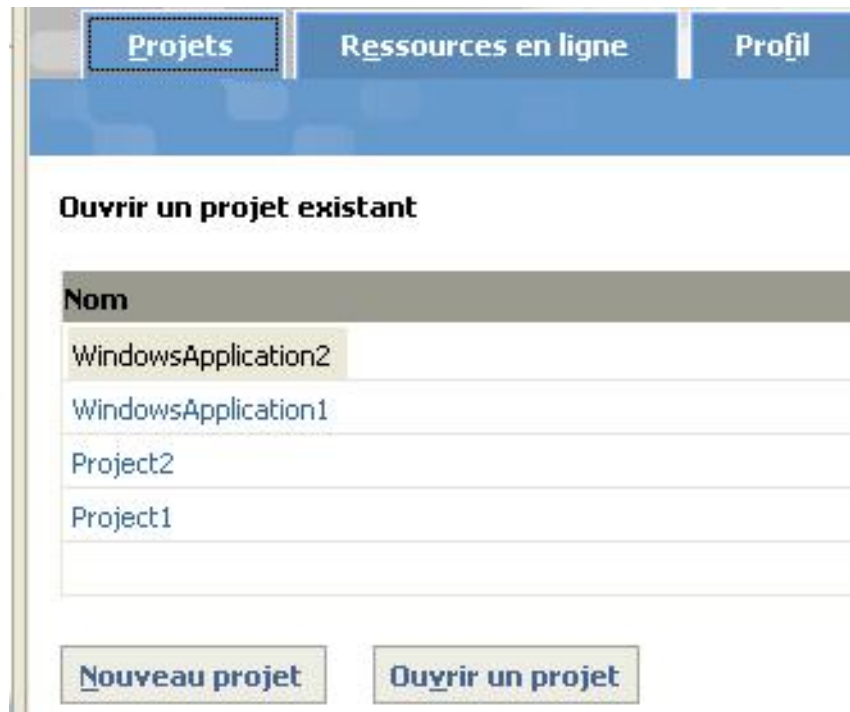 Projets Ressources en ligne Profil
Ouvrir un projet existant
Nom
WindowsApplication2
WindowsApplication1
Project2
Project1
Nouveau projet Ouvrir un projet